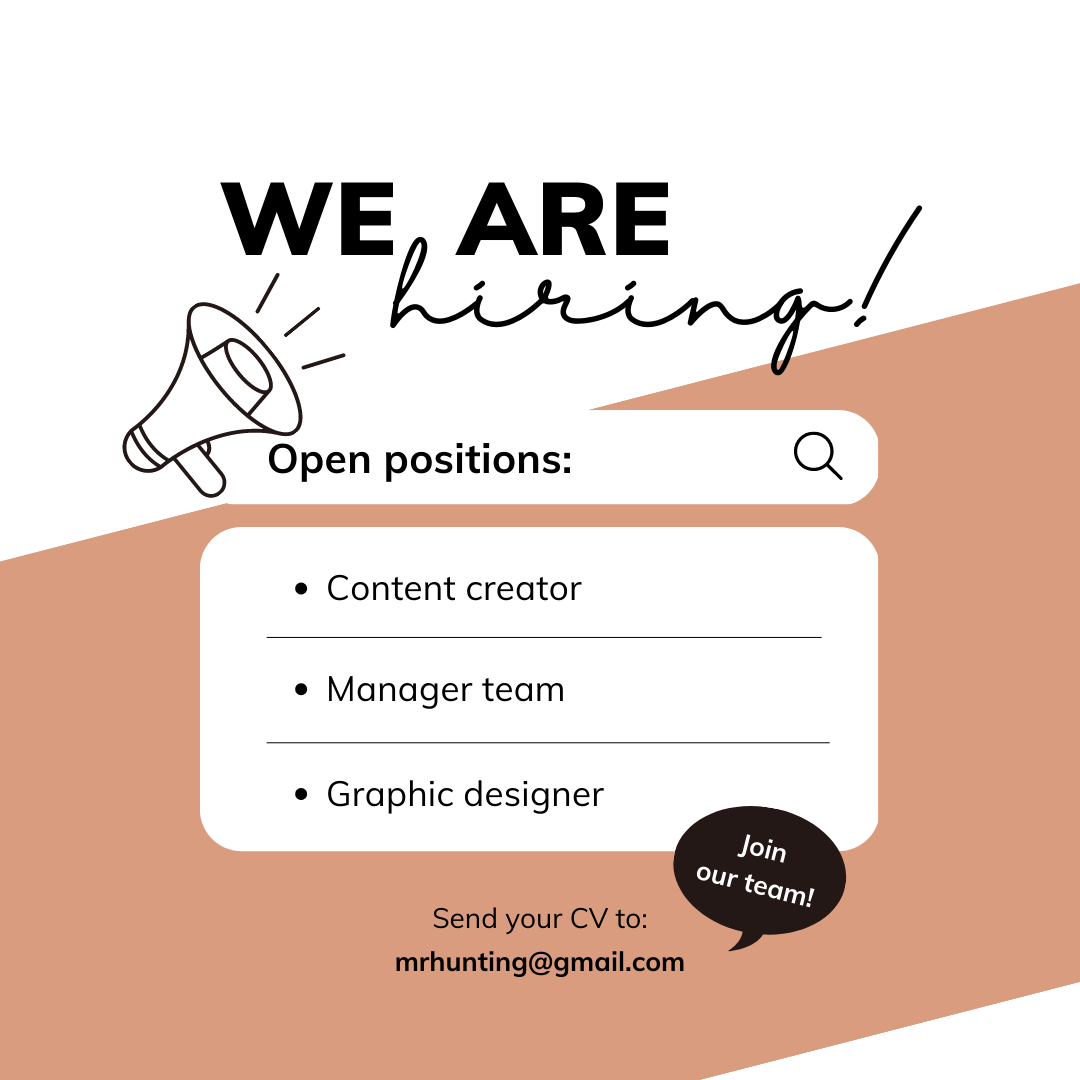 WE ARE
hiring!
Open positions:
• Content creator
• Manager team
• Graphic designer
Join
our team!
Send your CV to:
mrhunting@gmail.com